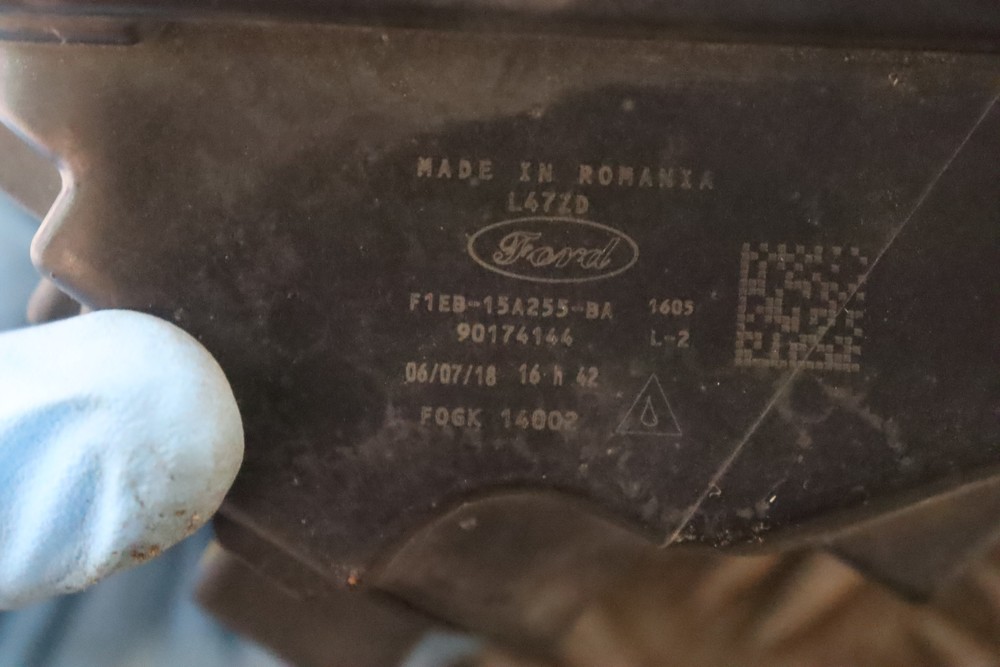 MADE IN ROMANIA
L47ZD
Ford
F1EB-15A255-BA 1605
90174144 L-2
06/07/18 16 h 42
FOGK 14002